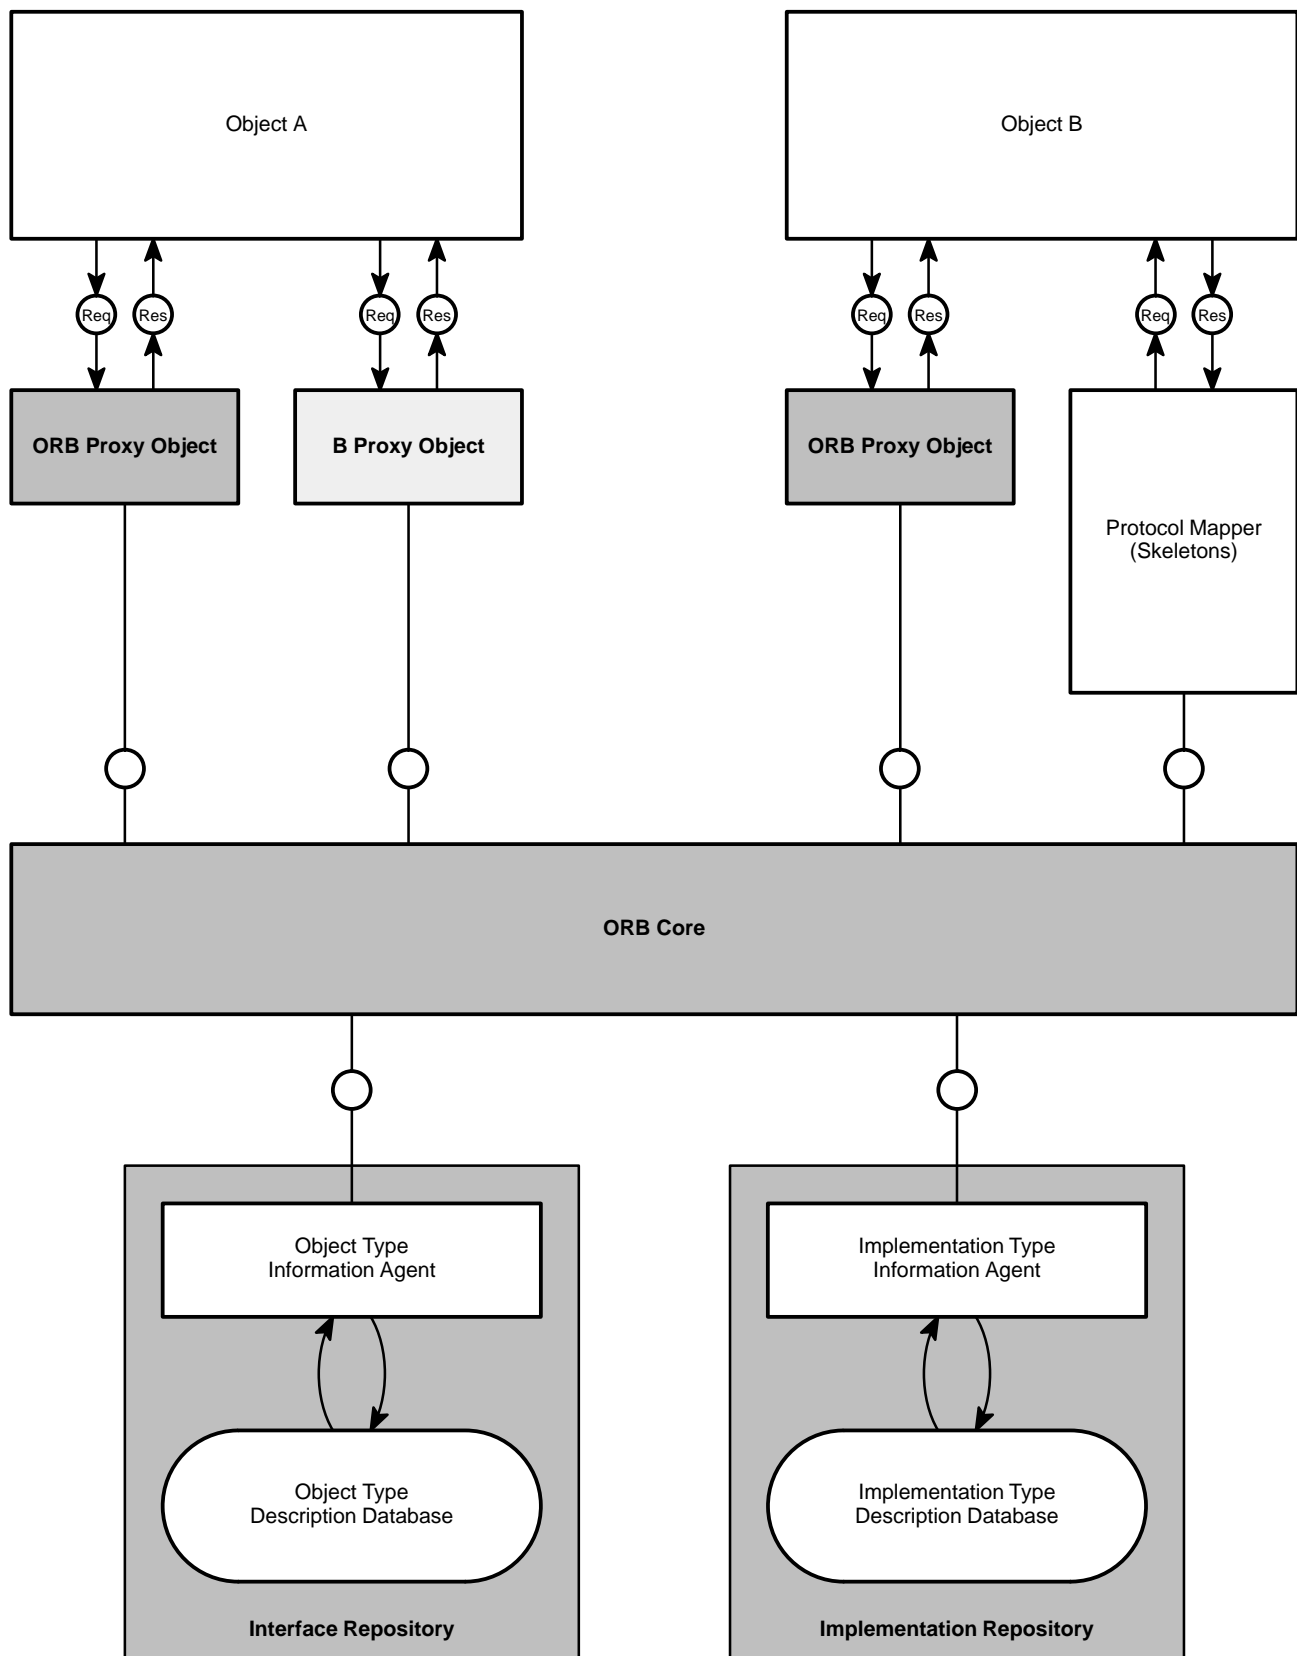 Object A
Object B
Req
Res
Req
Res
Req
Res
Req
Res
ORB Proxy Object
B Proxy Object
ORB Proxy Object
Protocol Mapper
(Skeletons)
ORB Core
Object Type
Information Agent
Implementation Type
Information Agent
Object Type
Description Database
Implementation Type
Description Database
Interface Repository
Implementation Repository